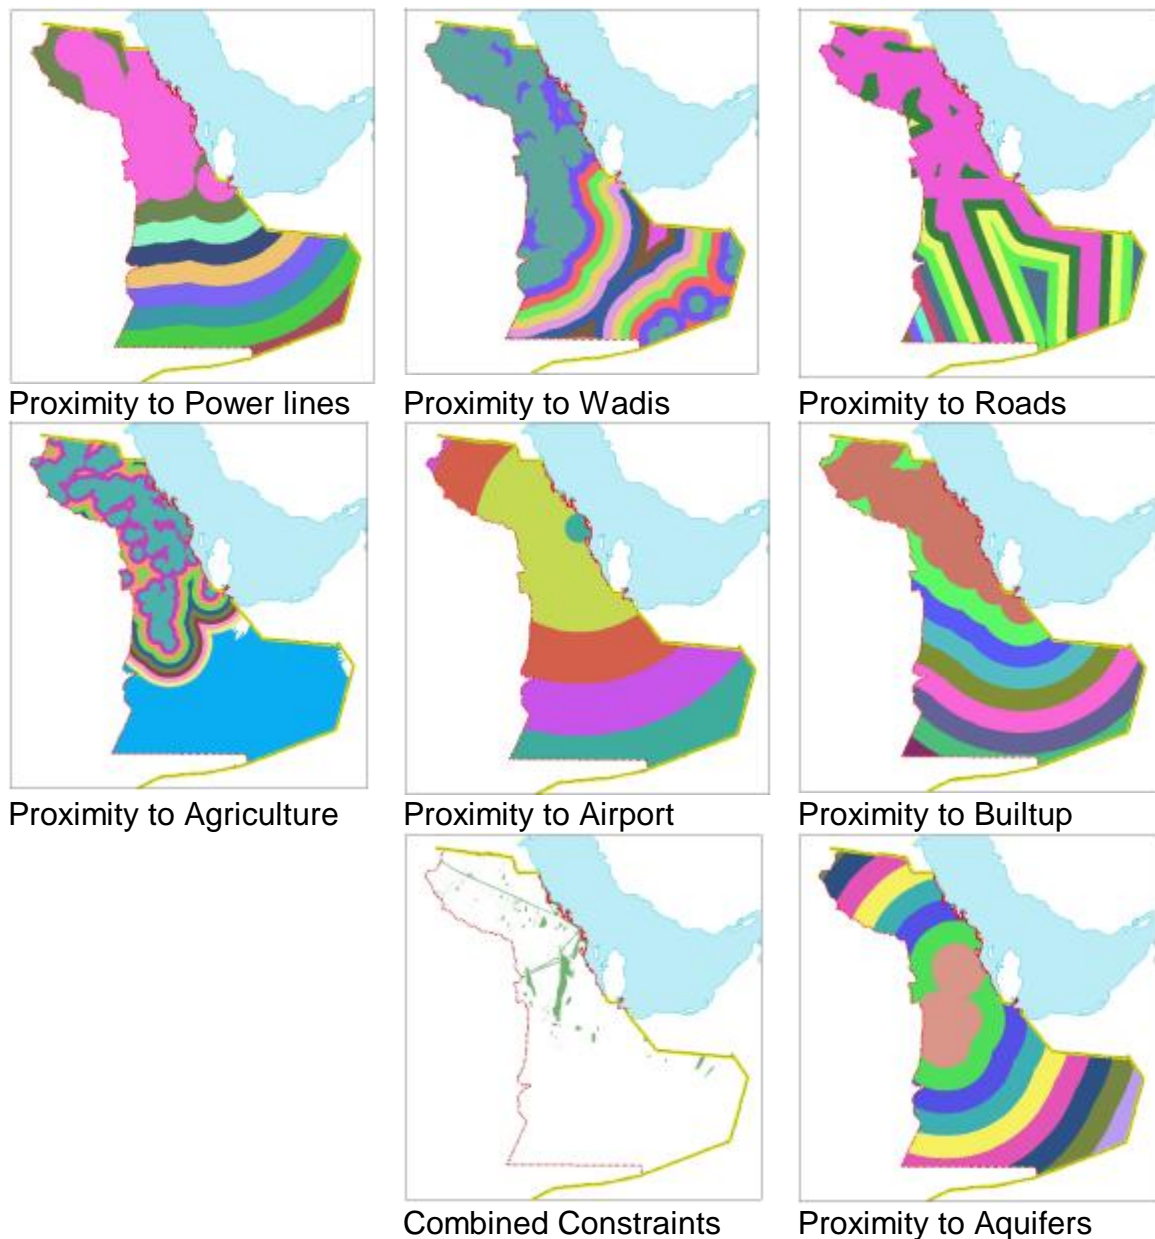 Proximity to Power lines
Proximity to Wadis
Proximity to Roads
Proximity to Agriculture
Proximity to Airport
Proximity to Builtup
Combined Constraints
Proximity to Aquifers